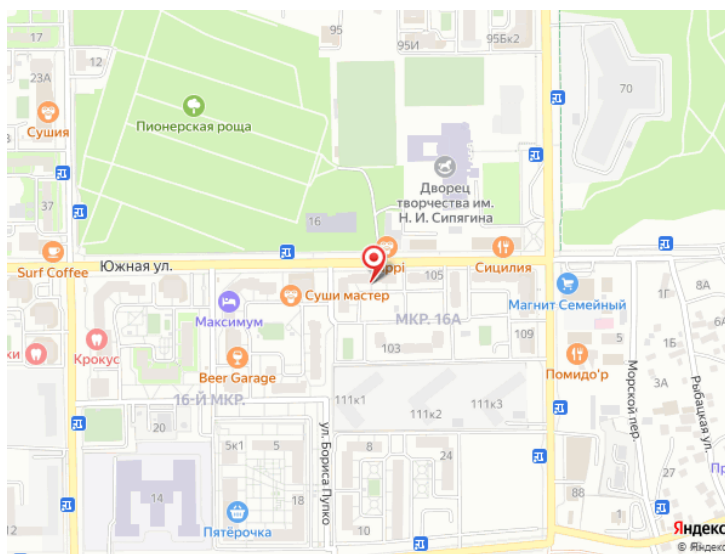 17
12
23А
Сушия
95
95И
95Бк2
70
Пионерская роща
37
16
Дворец
творчества им.
Н. И. Сипягина
Surf Coffee
Южная ул.
105
Сицилия
Суши мастер
Максимум
МКР. 16А
Магнит Семейный
1Г
8А
6А
109
5
1Б
Крокус
Beer Garage
103
Помидо'р
3А
Морской пер.
Рыбацкая ул.
16-Й МКР.
111к1
111к2
111к3
20
ул. Бориса Пупко
5к1
5
8
24
27
14
18
88
Пятёрочка
12
10
1
Яндекс